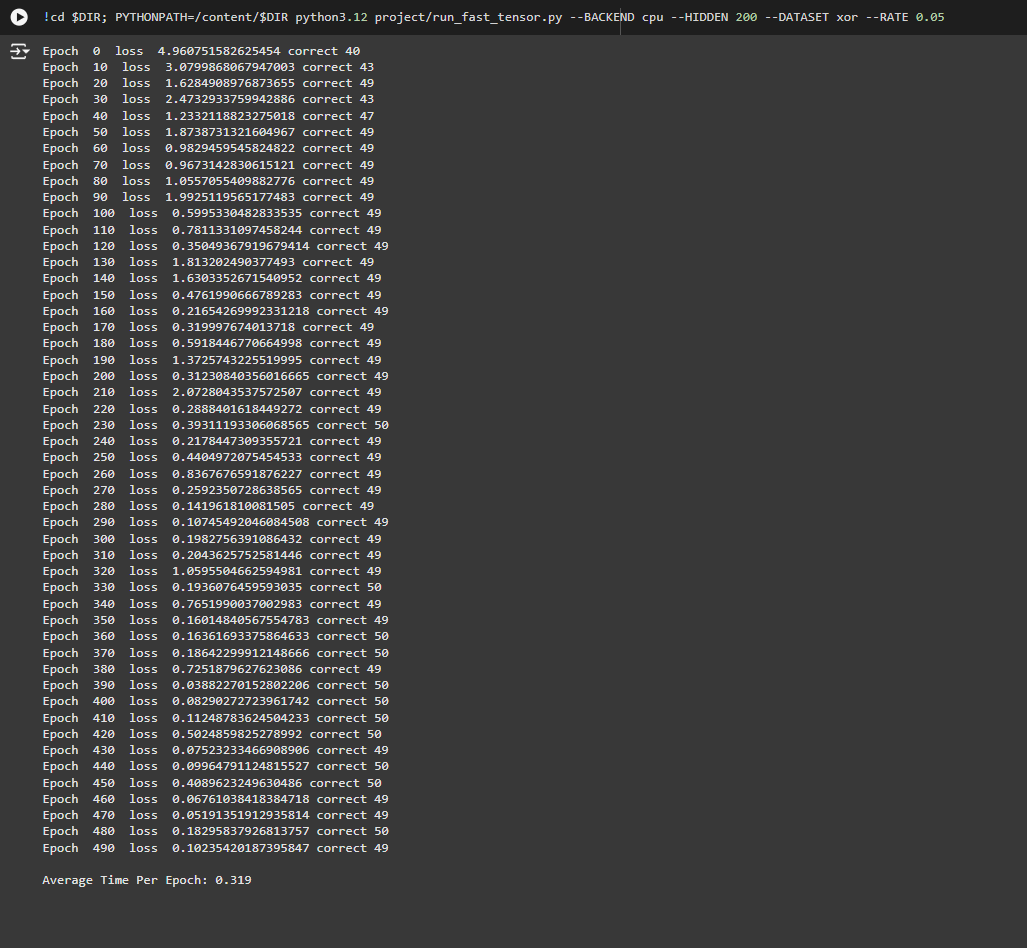 !cd $DIR; PYTHONPATH=/content/$DIR python3.12 project/run_fast_tensor.py --BACKEND cpu --HIDDEN 200 --DATASET xor --RATE 0.05
Epoch  0  loss  4.960751582625454 correct 40
Epoch  10  loss  3.0799868067947003 correct 43
Epoch  20  loss  1.6284908976873655 correct 49
Epoch  30  loss  2.4732933759942886 correct 43
Epoch  40  loss  1.2332118823275018 correct 47
Epoch  50  loss  1.8738731321604967 correct 49
Epoch  60  loss  0.9829459545824822 correct 49
Epoch  70  loss  0.9673142830615121 correct 49
Epoch  80  loss  1.0557055409882776 correct 49
Epoch  90  loss  1.9925119565177483 correct 49
Epoch  100  loss  0.5995330482833535 correct 49
Epoch  110  loss  0.7811331097458244 correct 49
Epoch  120  loss  0.35049367919679414 correct 49
Epoch  130  loss  1.813202490377493 correct 49
Epoch  140  loss  1.6303352671540952 correct 49
Epoch  150  loss  0.4761990666789283 correct 49
Epoch  160  loss  0.21654269992331218 correct 49
Epoch  170  loss  0.319997674013718 correct 49
Epoch  180  loss  0.5918446770664998 correct 49
Epoch  190  loss  1.3725743225519995 correct 49
Epoch  200  loss  0.31230840356016665 correct 49
Epoch  210  loss  2.0728043537572507 correct 49
Epoch  220  loss  0.2888401618449272 correct 49
Epoch  230  loss  0.39311193306068565 correct 50
Epoch  240  loss  0.2178447309355721 correct 49
Epoch  250  loss  0.4404972075454533 correct 49
Epoch  260  loss  0.8367676591876227 correct 49
Epoch  270  loss  0.2592350728638565 correct 49
Epoch  280  loss  0.141961810081505 correct 49
Epoch  290  loss  0.10745492046084508 correct 49
Epoch  300  loss  0.1982756391086432 correct 49
Epoch  310  loss  0.2043625752581446 correct 49
Epoch  320  loss  1.0595504662594981 correct 49
Epoch  330  loss  0.1936076459593035 correct 50
Epoch  340  loss  0.7651990037002983 correct 49
Epoch  350  loss  0.16014840567554783 correct 49
Epoch  360  loss  0.16361693375864633 correct 50
Epoch  370  loss  0.18642299912148666 correct 50
Epoch  380  loss  0.7251879627623086 correct 49
Epoch  390  loss  0.03882270152802206 correct 50
Epoch  400  loss  0.08290272723961742 correct 50
Epoch  410  loss  0.11248783624504233 correct 50
Epoch  420  loss  0.5024859825278992 correct 50
Epoch  430  loss  0.07523233466908906 correct 49
Epoch  440  loss  0.09964791124815527 correct 50
Epoch  450  loss  0.4089623249630486 correct 50
Epoch  460  loss  0.06761038418384718 correct 49
Epoch  470  loss  0.05191351912935814 correct 49
Epoch  480  loss  0.18295837926813757 correct 50
Epoch  490  loss  0.10235420187395847 correct 49
Average Time Per Epoch: 0.319